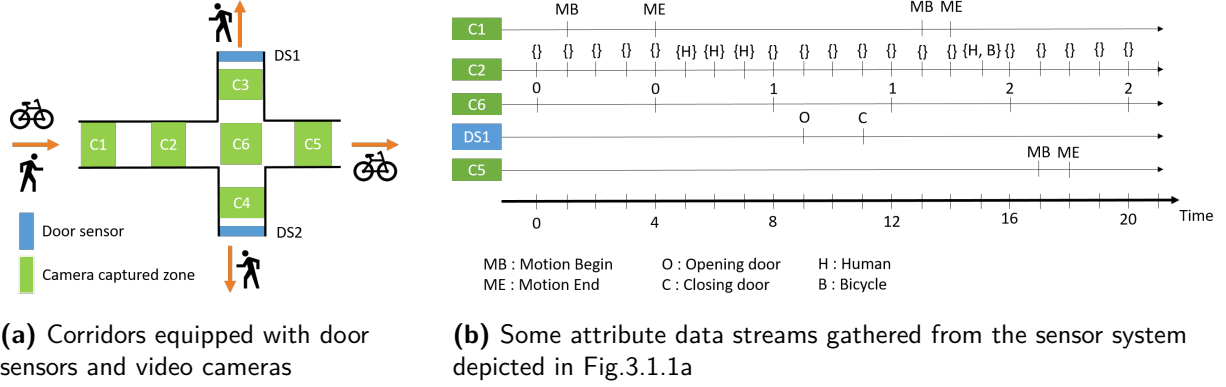 DS1
C3
C1
C2
C6
C5
C4
DS2
Door sensor
Camera captured zone
(a) Corridors equipped with door
sensors and video cameras
MB ME MB ME
C1
{} {} {} {} {} {H} {H} {H} {} {} {} {} {} {} {} {H, B} {} {} {} {} {}
C2
0 0 1 1 2 2
C6
O C
DS1
MB ME
C5
0 4 8 12 16 20 Time
MB : Motion Begin O : Opening door H : Human
ME : Motion End C : Closing door B : Bicycle
(b) Some attribute data streams gathered from the sensor system
depicted in Fig.3.1.1a